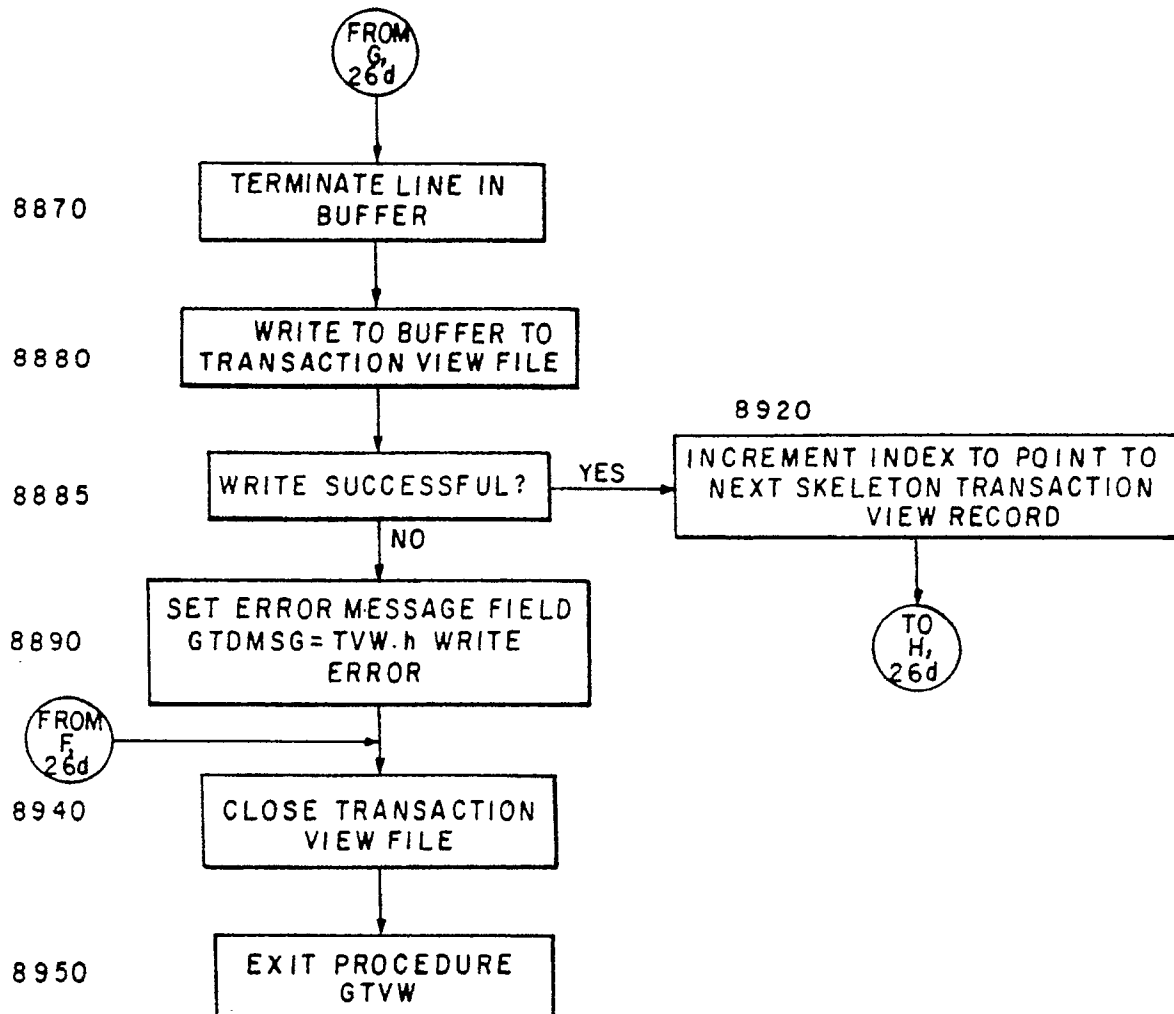 FROM
G,
26d
8870
TERMINATE LINE IN
BUFFER
8880
WRITE TO BUFFER TO
TRANSACTION VIEW FILE
8885
WRITE SUCCESSFUL?
YES
8920
INCREMENT INDEX TO POINT TO
NEXT SKELETON TRANSACTION
VIEW RECORD
NO
TO
H,
26d
8890
SET ERROR MESSAGE FIELD
GTDMSG=TVW.h WRITE
ERROR
FROM
F,
26d
8940
CLOSE TRANSACTION
VIEW FILE
8950
EXIT PROCEDURE
GTVW